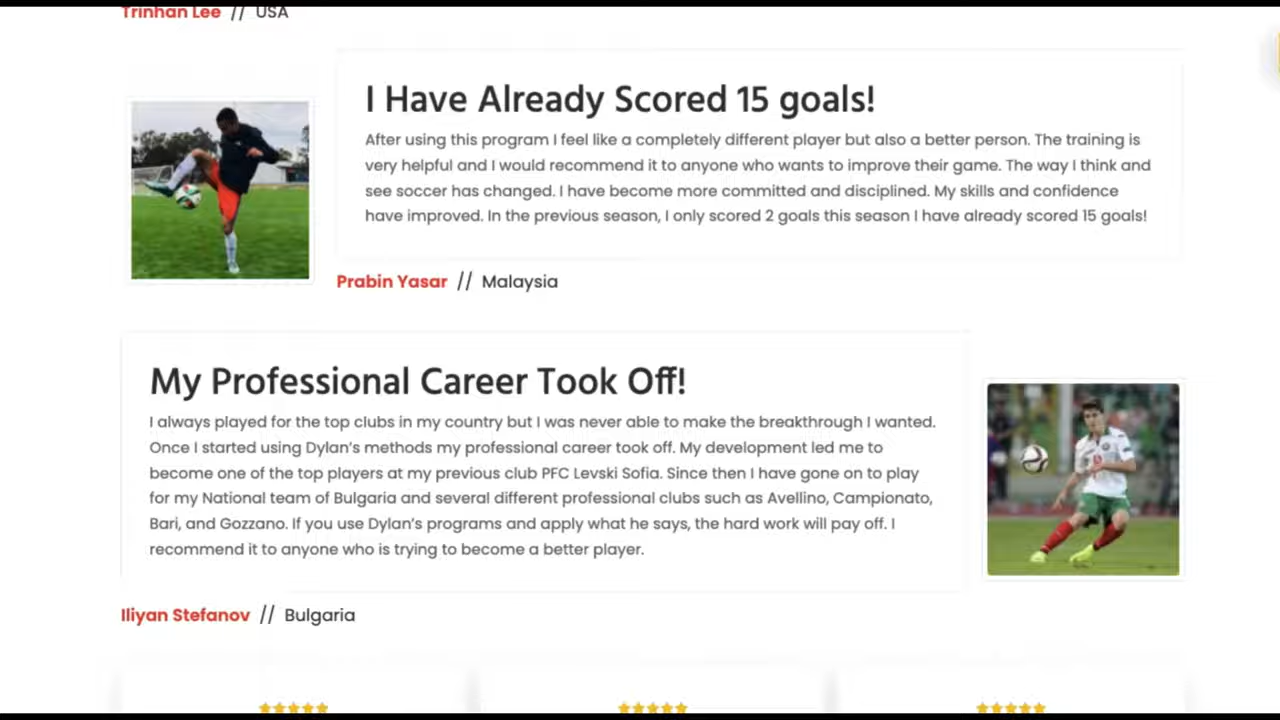 Trinhan Lee // USA
I Have Already Scored 15 goals!
After using this program I feel like a completely different player but also a better person. The training is
very helpful and I would recommend it to anyone who wants to improve their game. The way I think and
see soccer has changed. I have become more committed and disciplined. My skills and confidence
have improved. In the previous season, I only scored 2 goals this season I have already scored 15 goals!
Prabin Yasar // Malaysia
My Professional Career Took Off!
I always played for the top clubs in my country but I was never able to make the breakthrough I wanted.
Once I started using Dylan's methods my professional career took off. My development led me to
become one of the top players at my previous club PFC Levski Sofia. Since then I have gone on to play
for my National team of Bulgaria and several different professional clubs such as Avellino, Campionato,
Bari, and Gozzano. If you use Dylan's programs and apply what he says, the hard work will pay off. I
recommend it to anyone who is trying to become a better player.
Iliyan Stefanov // Bulgaria